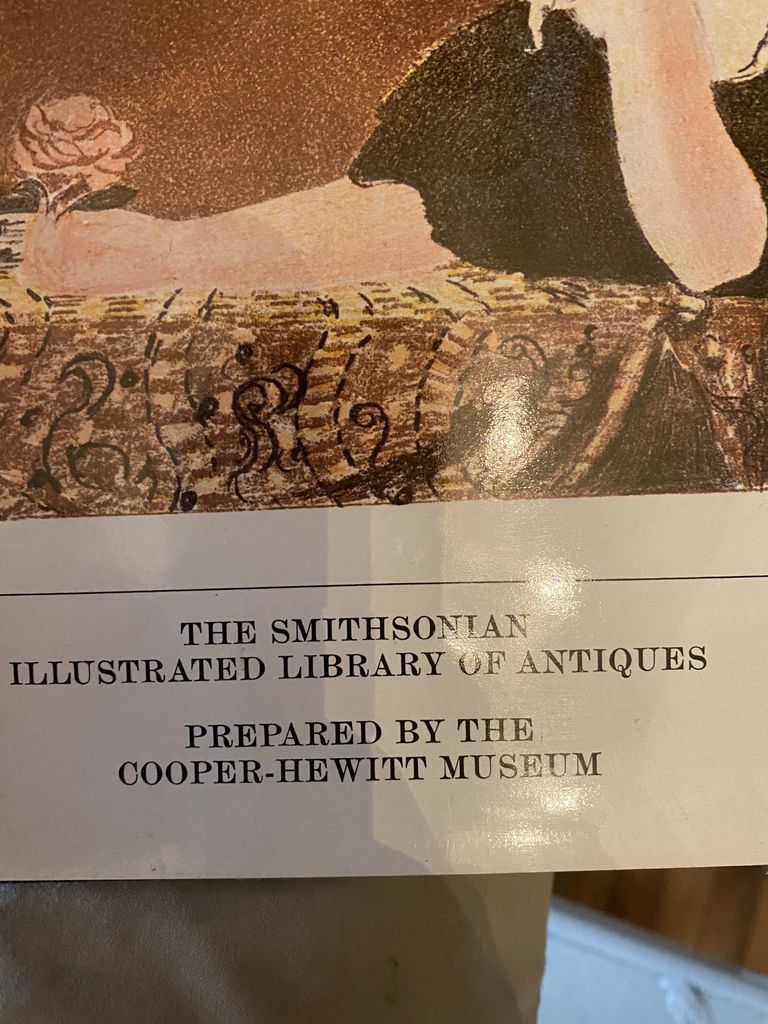 THE SMITHSONIAN
ILLUSTRATED LIBRARY OF ANTIQUES
PREPARED BY THE
COOPER-HEWITT MUSEUM